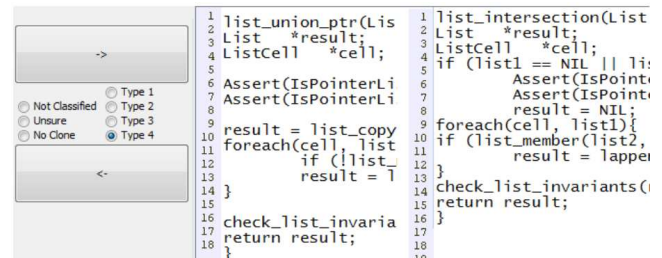 ->
Type 1
Not Classified
Type 2
Unsure
Type 3
No Clone
Type 4
<-
1
2
3
4
5
6
7
8
9
10
11
12
13
14
15
16
17
18
list_union_ptr(Lis
List *result;
ListCell *cell;
Assert(IsPointerLi
Assert(IsPointerLi
result = list_copy
foreach(cell, list
if (!list_
result = l
}
check_list_invaria
return result;
}
1
2
3
4
5
6
7
8
9
10
11
12
13
14
15
16
17
18
list_intersection(List
List *result;
ListCell *cell;
if (list1 == NIL || lis
Assert(IsPointe
Assert(IsPointe
result = NIL;
foreach(cell, list1){
if (list_member(list2,
result = lappen
}
check_list_invariants(
return result;
}